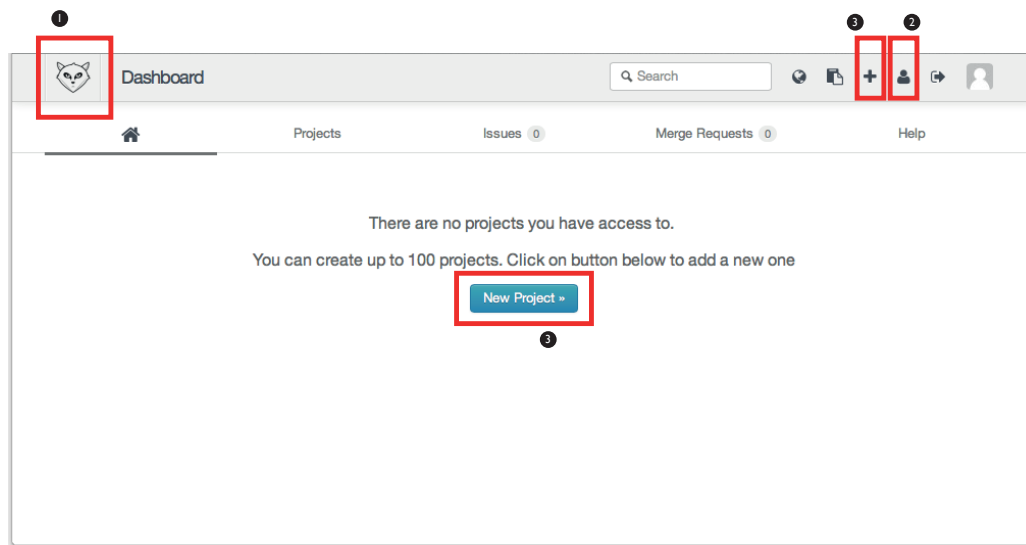 1
3
2
Dashboard
Search
Projects
Issues 0
Merge Requests 0
Help
There are no projects you have access to.
You can create up to 100 projects. Click on button below to add a new one
New Project »
3